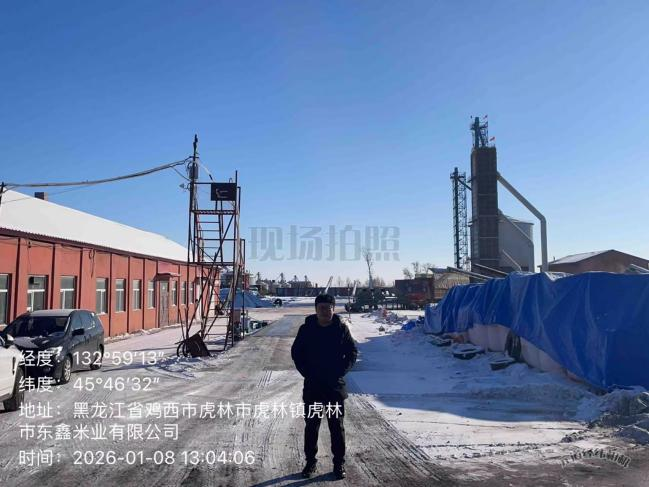 现场拍照
经度：132°59'13"
纬度：45°46'32"
地址：黑龙江省鸡西市虎林市虎林镇虎林
市东鑫米业有限公司
时间：2026-01-08 13:04:06